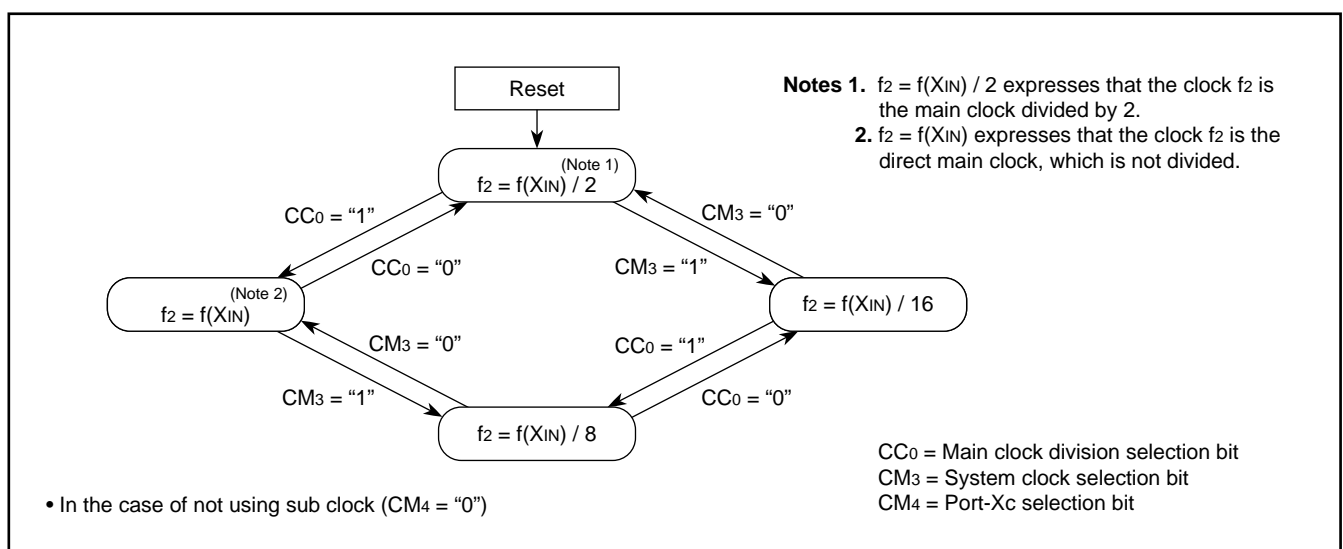 Reset
Notes 1. f2 = f(XIN) / 2 expresses that the clock f2 is
the main clock divided by 2.
2. f2 = f(XIN) expresses that the clock f2 is the
direct main clock, which is not divided.
(Note 1)
f2 = f(XIN) / 2
CC0 = “1”
CC0 = “0”
CM3 = “0”
CM3 = “1”
(Note 2)
f2 = f(XIN)
f2 = f(XIN) / 16
CM3 = “0”
CM3 = “1”
CC0 = “1”
CC0 = “0”
f2 = f(XIN) / 8
CC0 = Main clock division selection bit
CM3 = System clock selection bit
CM4 = Port-Xc selection bit
• In the case of not using sub clock (CM4 = “0”)